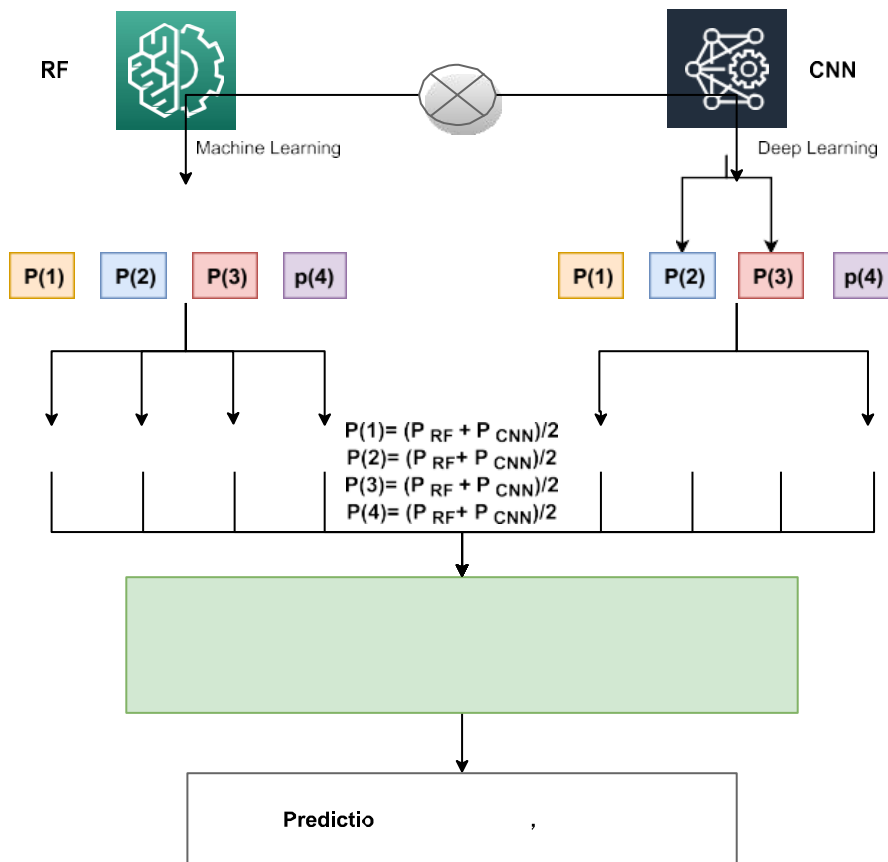 RF
CNN
Machine Learning
Deep Learning
P(1) P(2) P(3) p(4)
P(1) P(2) P(3) p(4)
P(1)= (P RF + P CNN)/2
P(2)= (P RF+ P CNN)/2
P(3)= (P RF + P CNN)/2
P(4)= (P RF+ P CNN)/2
Predictio ,